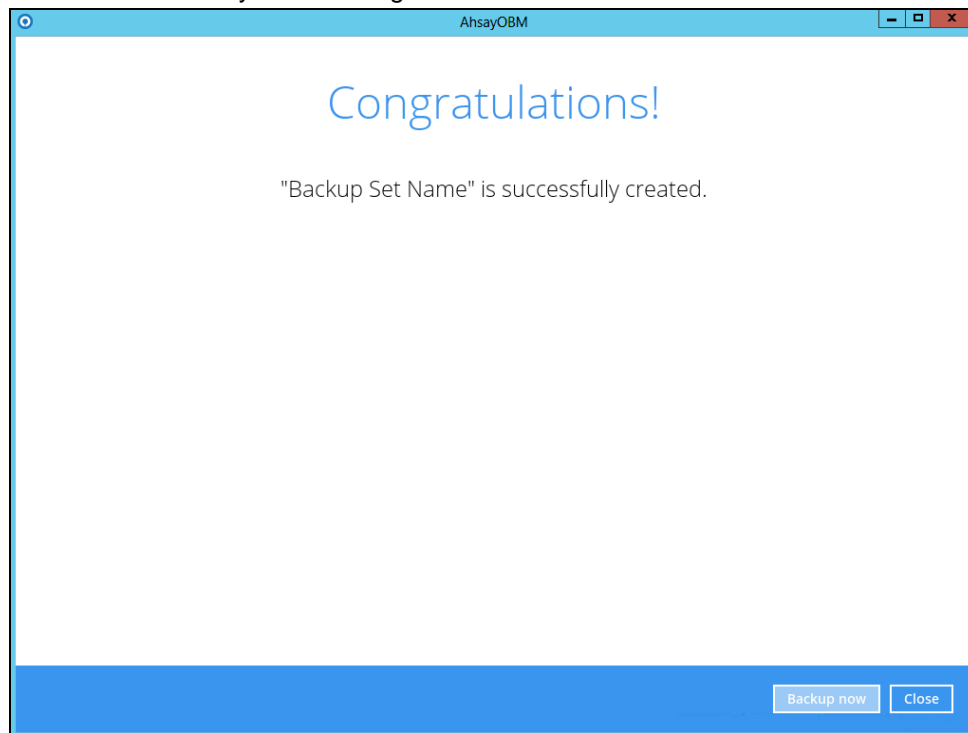 AhsayOBM
Congratulations!
"Backup Set Name" is successfully created.
Backup now Close